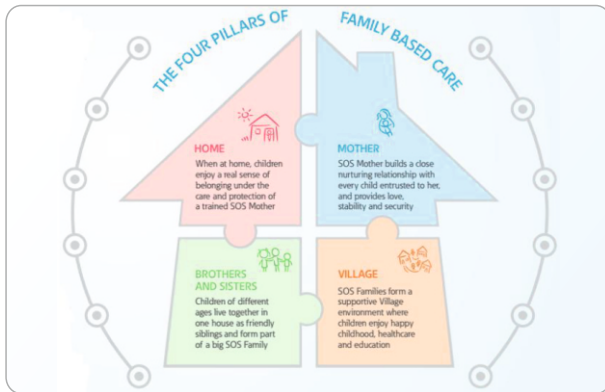 THE FOUR PILLARS OF FAMILY BASED CARE
HOME
When at home, children
enjoy a real sense of
belonging under the
care and protection of
a trained SOS Mother
MOTHER
SOS Mother builds a close
nurturing relationship with
every child entrusted to her,
and provides love,
stability and security
BROTHERS
AND SISTERS
Children of different
ages live together in
one house as friendly
siblings and form part
of a big SOS Family
VILLAGE
SOS Families form a
supportive Village
environment where
children enjoy happy
childhood, healthcare
and education